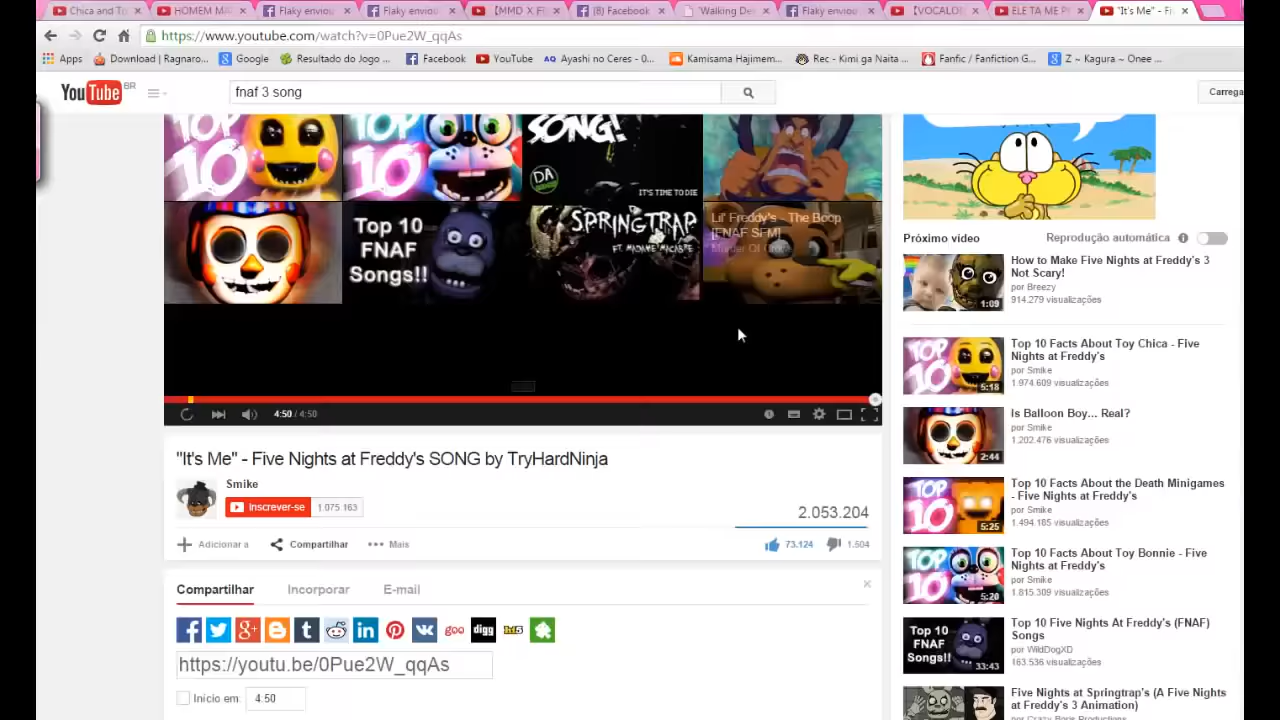 Chica and To
HOMEM MA
Flaky enviou
Flaky enviou
【MMD X F
(8) Facebook
'Walking De
Flaky enviou
【VOCALO
ELE TA ME P
"It's Me" - Fi
https://www.youtube.com/watch?v=0Pue2W_qqAs
Apps
Download | Ragnaro...
Google
Resultado do logo ...
Facebook
YouTube
AQ Ayashi no Ceres - 0...
Kamisama Hajimem...
Rec - Kimi ga Naita ...
Fanfic / Fanfiction G...
Z ~ Kagura ~ Onee ...
YouTube BR
fnaf 3 song
Carrega
TOP 10
TOP 10
SONG!
DA
IT'S TIME TO DIE
Top 10
FNAF
Songs!!
SPRINGTRAP
FT. MADAME MACABRE
Lil' Freddy's - The Boop
[FNAF SFM]
4:50 / 4:50
"It's Me" - Five Nights at Freddy's SONG by TryHardNinja
Smike
Inscrever-se 1.075.163
2.053.204
Adicionar a
Compartilhar
Mais
73.124
1.504
Compartilhar
Incorporar
E-mail
goo
digg
hi5
https://youtu.be/0Pue2W_qqAs
Início em: 4:50
Próximo vídeo
Reprodução automática
How to Make Five Nights at Freddy's 3
Not Scary!
por Breezy
914.279 visualizações
1:09
Top 10 Facts About Toy Chica - Five
Nights at Freddy's
por Smike
1.974.609 visualizações
TOP 10
5:18
Is Balloon Boy... Real?
por Smike
1.202.476 visualizações
2:44
Top 10 Facts About the Death Minigames
- Five Nights at Freddy's
por Smike
1.494.185 visualizações
TOP 10
5:25
Top 10 Facts About Toy Bonnie - Five
Nights at Freddy's
por Smike
1.815.309 visualizações
TOP 10
5:20
Top 10 Five Nights At Freddy's (FNAF)
Songs
por WildDogXD
163.536 visualizações
Top 10
FNAF
Songs!!
33:43
Five Nights at Springtrap's (A Five Nights
at Freddy's 3 Animation)